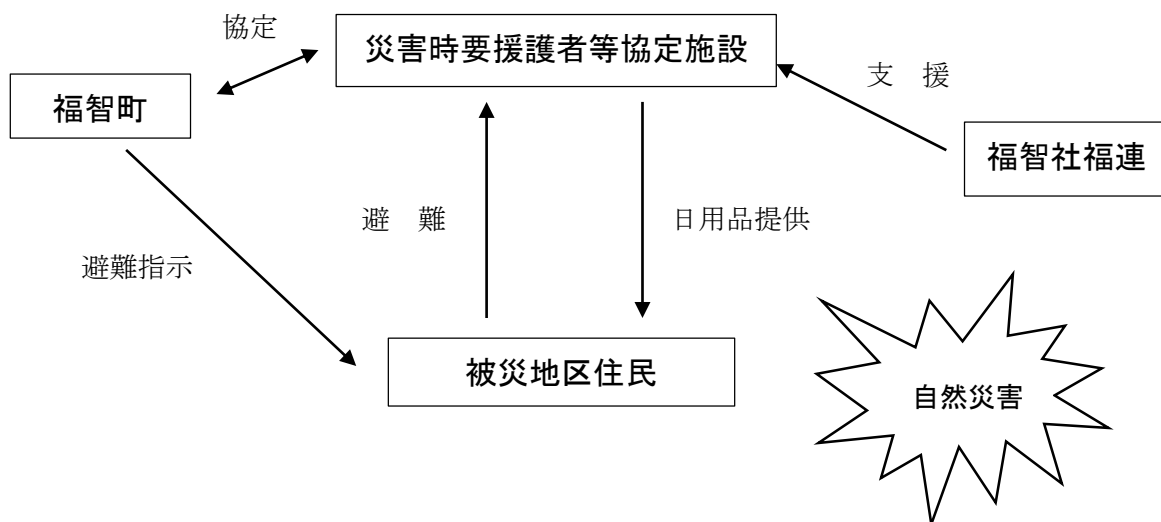 協定
災害時要援護者等協定施設
支　援
福智町
福智社福連
避　難
日用品提供
避難指示
被災地区住民
自然災害